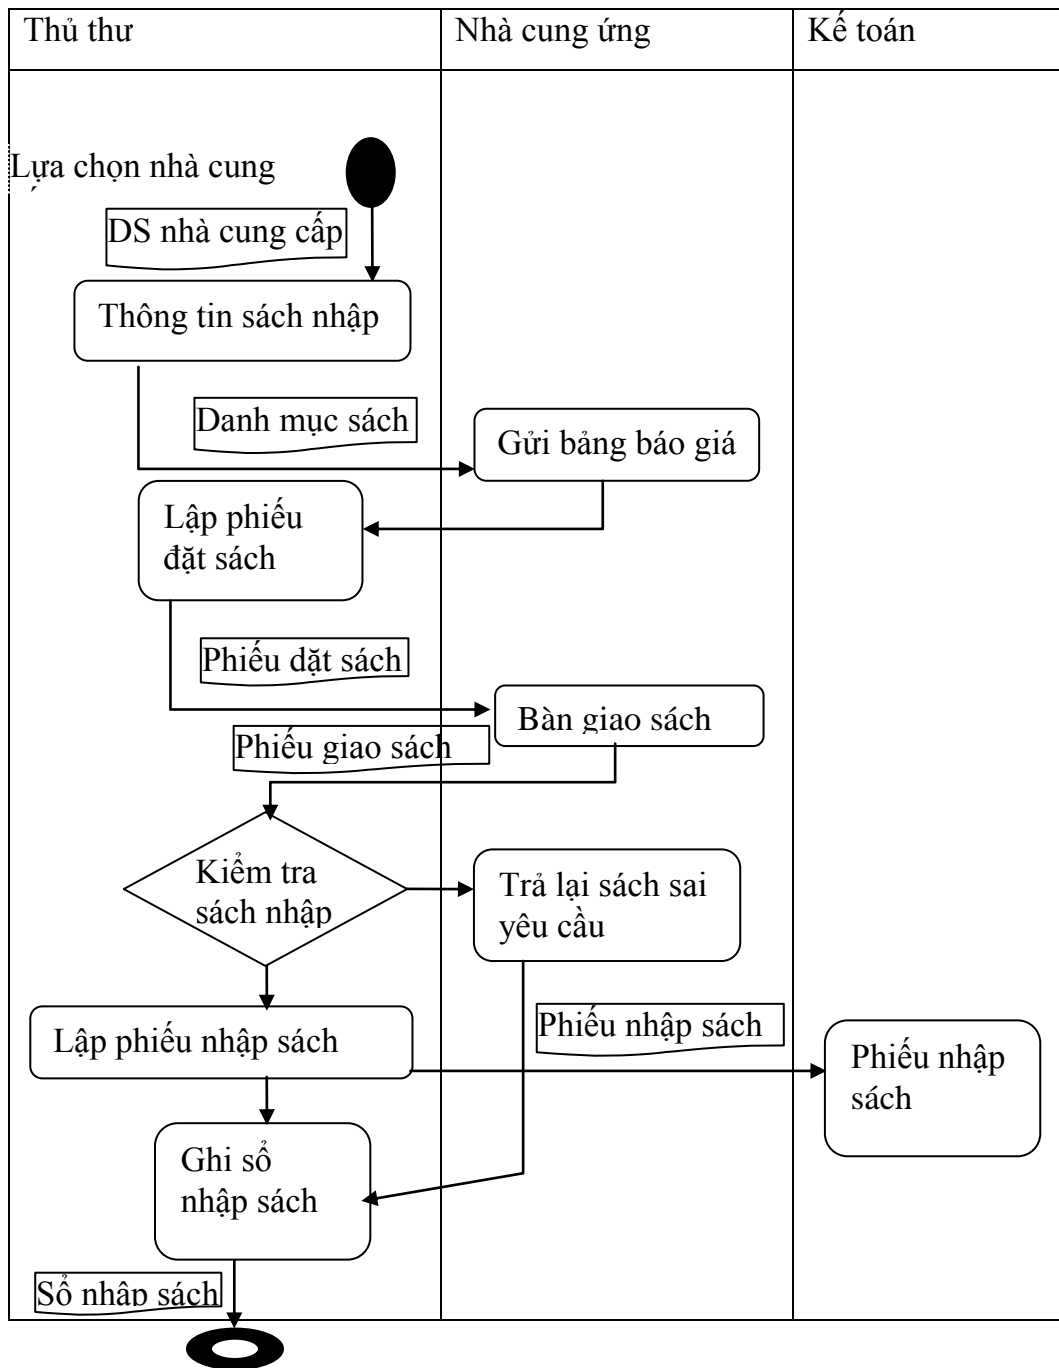 Thủ thư
Nhà cung ứng
Kế toán
Lựa chọn nhà cung
DS nhà cung cấp
Thông tin sách nhập
Danh mục sách
Gửi bảng báo giá
Lập phiếu
đặt sách
Phiếu dặt sách
Bàn giao sách
Phiếu giao sách
Kiểm tra
sách nhập
Trả lại sách sai
yêu cầu
Lập phiếu nhập sách
Phiếu nhập sách
Phiếu nhập
sách
Ghi sổ
nhập sách
Sổ nhập sách